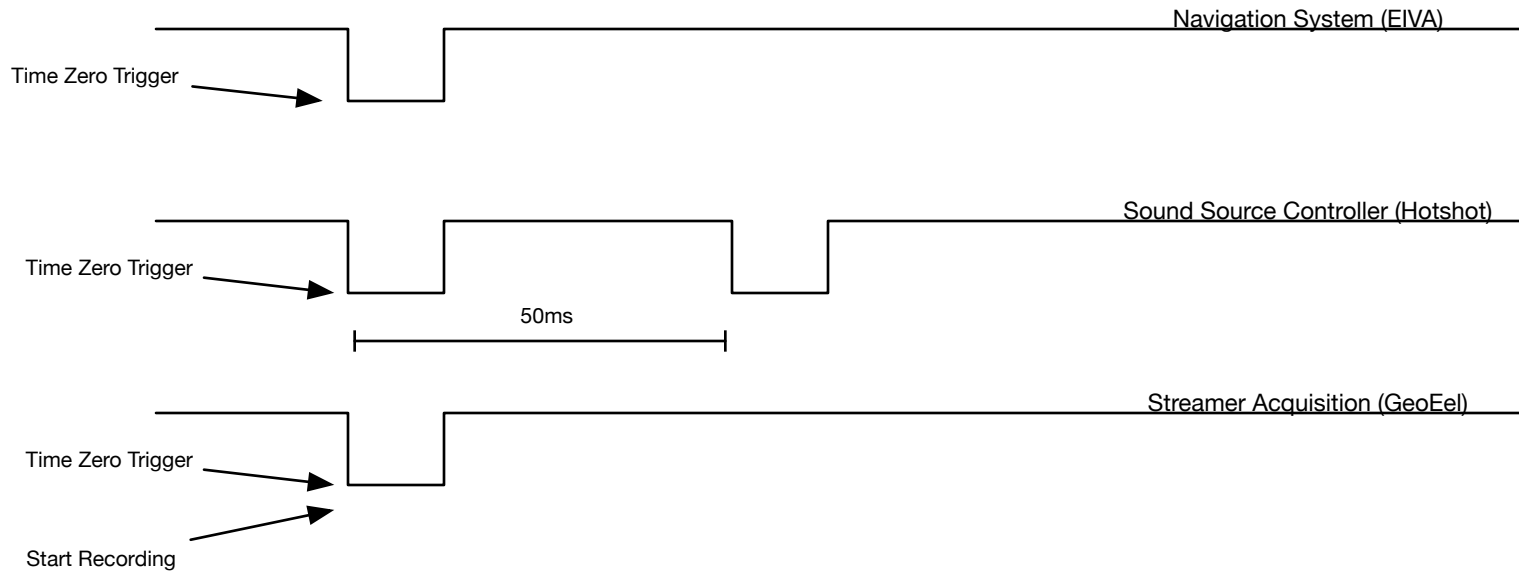 Navigation System (EIVA)
Time Zero Trigger
Sound Source Controller (Hotshot)
Time Zero Trigger
50ms
Streamer Acquisition (GeoEel)
Time Zero Trigger
Start Recording